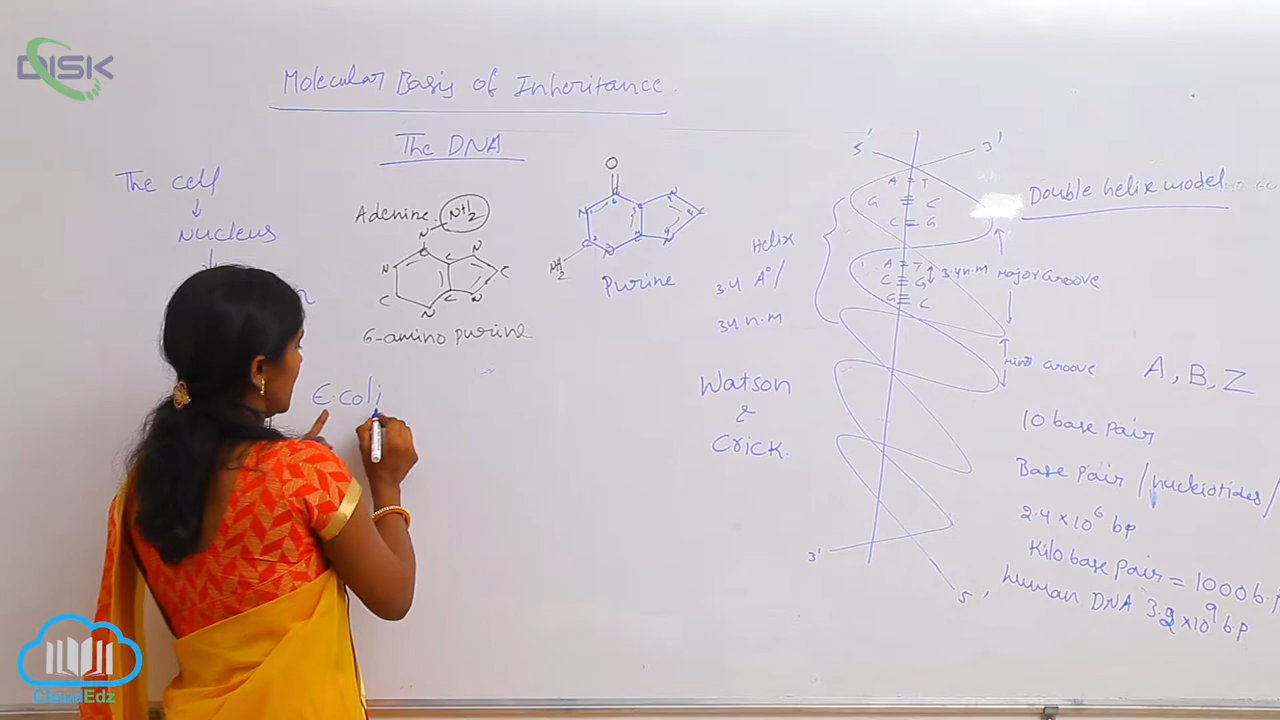 DISK
Molecular Basis of Inheritance.
The DNA
The cell
Nucleus
Adenine
NH2
N
N
N
C
C
C
N
N
6-amino purine
O
N
N
NH2
Purine
E.coli
Helix
3.4 A°/
34 n.m
Watson
&
Crick.
5' 3'
A T
G C
C G
A T
C G
G C
3.4 n.m
3'
5'
Double helix model
Major Groove
Minor Groove
A, B, Z
10 base pair
Base pair / nucleotides /
2.4 x 10⁶ bp
Kilo base pair = 1000 b.p
human DNA 3.2 x 10⁹ b.p
CloudEdz